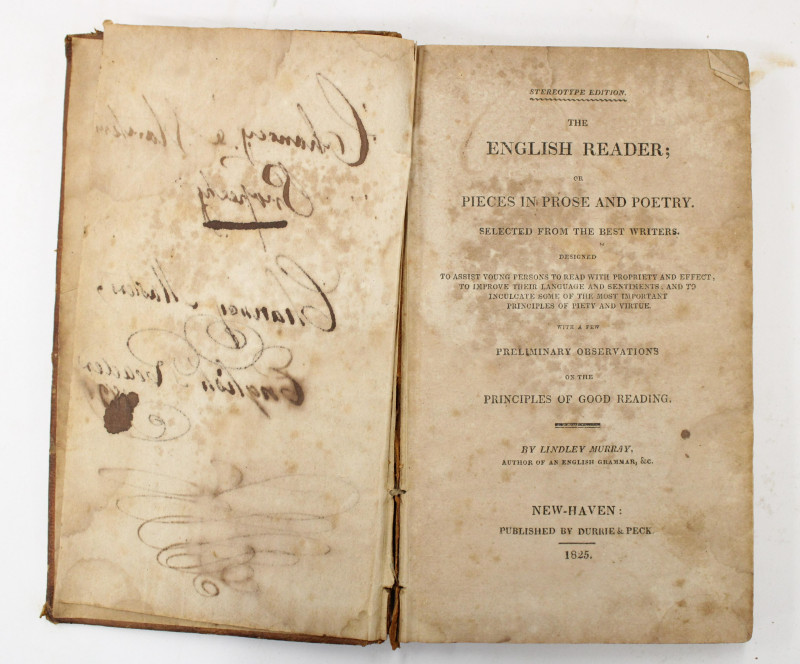 Chancey
Property
English Reader
STEREOTYPE EDITION.
THE
ENGLISH READER;
OR
PIECES IN PROSE AND POETRY.
SELECTED FROM THE BEST WRITERS.
DESIGNED
TO ASSIST YOUNG PERSONS TO READ WITH PROPRIETY AND EFFECT;
TO IMPROVE THEIR LANGUAGE AND SENTIMENTS; AND TO
INCULCATE SOME OF THE MOST IMPORTANT
PRINCIPLES OF PIETY AND VIRTUE.
WITH A FEW
PRELIMINARY OBSERVATIONS
ON THE
PRINCIPLES OF GOOD READING.
BY LINDLEY MURRAY,
AUTHOR OF AN ENGLISH GRAMMAR, &c.
NEW-HAVEN:
PUBLISHED BY DURRIE & PECK.
1825.